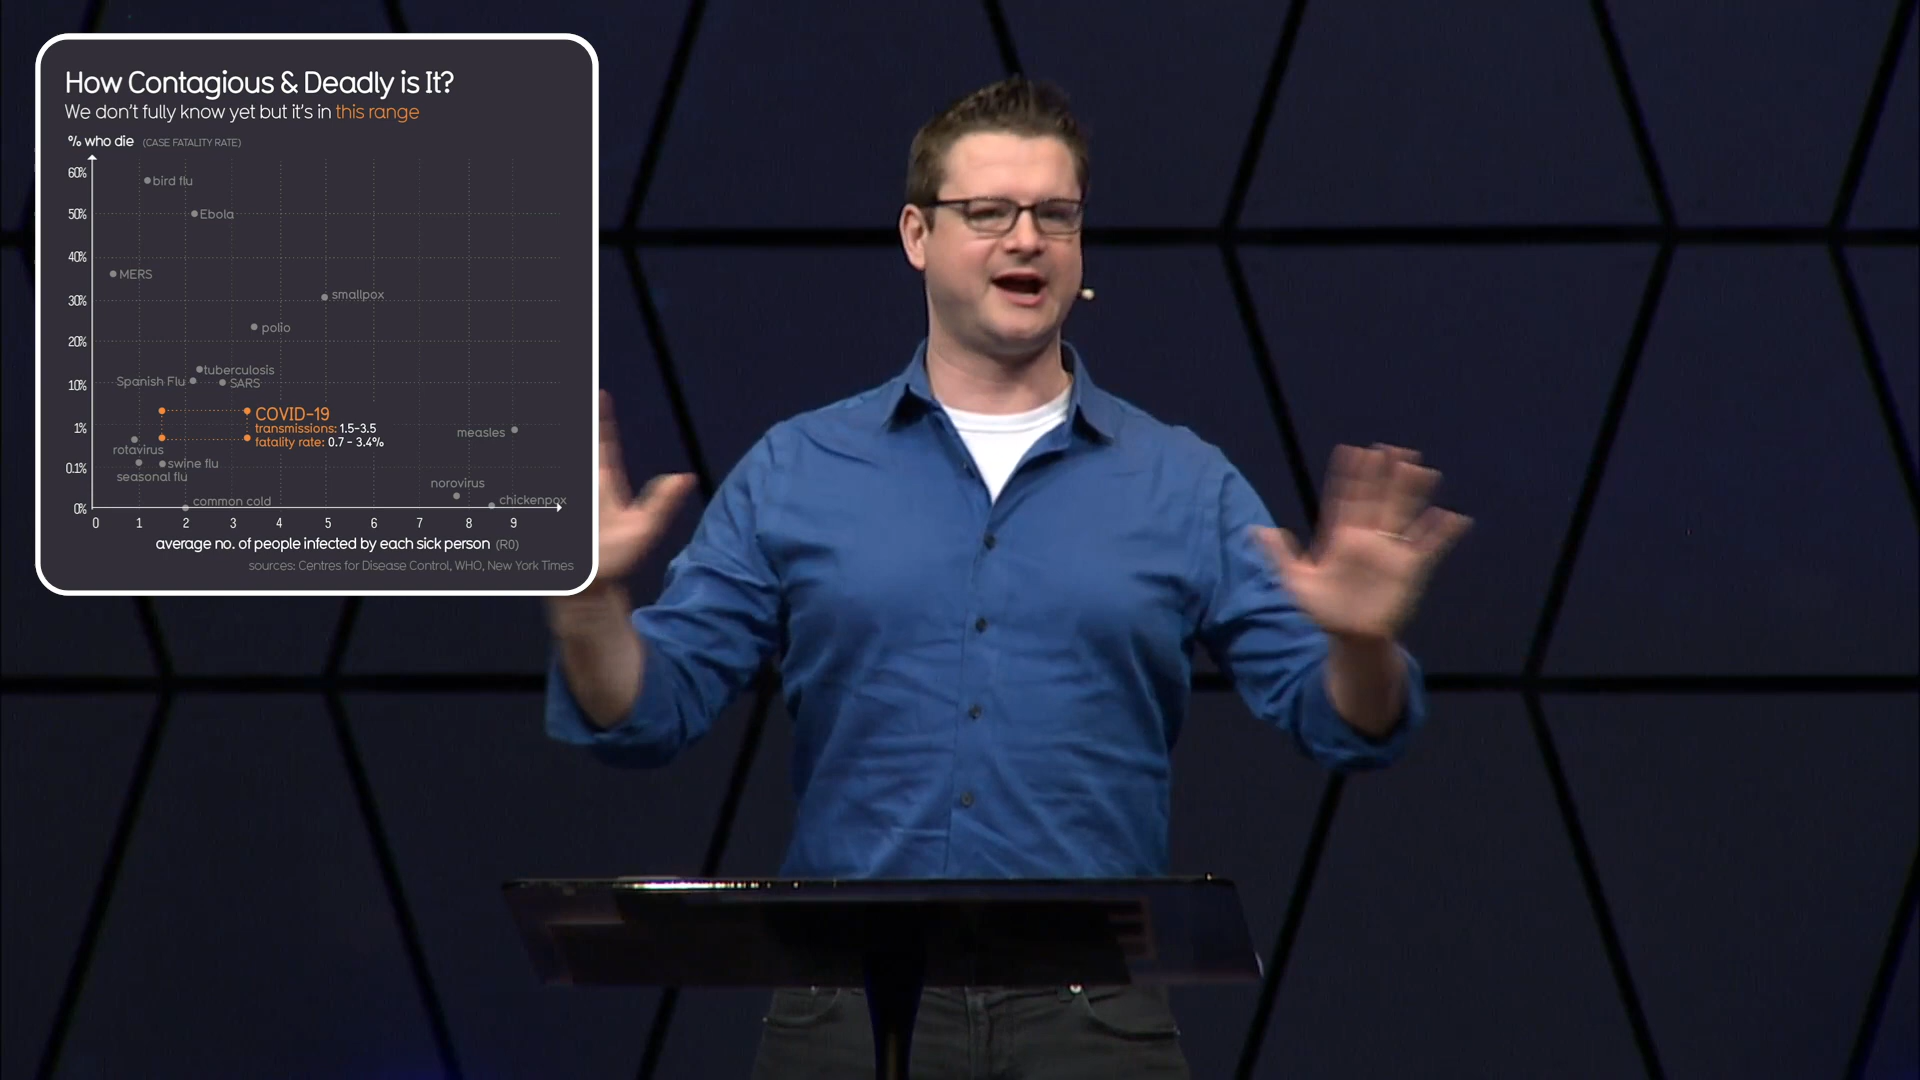 How Contagious & Deadly is It?
We don't fully know yet but it's in this range
% who die (CASE FATALITY RATE)
60%
bird flu
50%
Ebola
40%
MERS
30%
smallpox
polio
20%
tuberculosis
10%
Spanish Flu
SARS
COVID-19
transmissions: 1.5-3.5
fatality rate: 0.7 - 3.4%
1%
measles
rotavirus
0.1%
swine flu
seasonal flu
norovirus
common cold
chickenpox
0%
0 1 2 3 4 5 6 7 8 9
average no. of people infected by each sick person (R0)
sources: Centres for Disease Control, WHO, New York Times